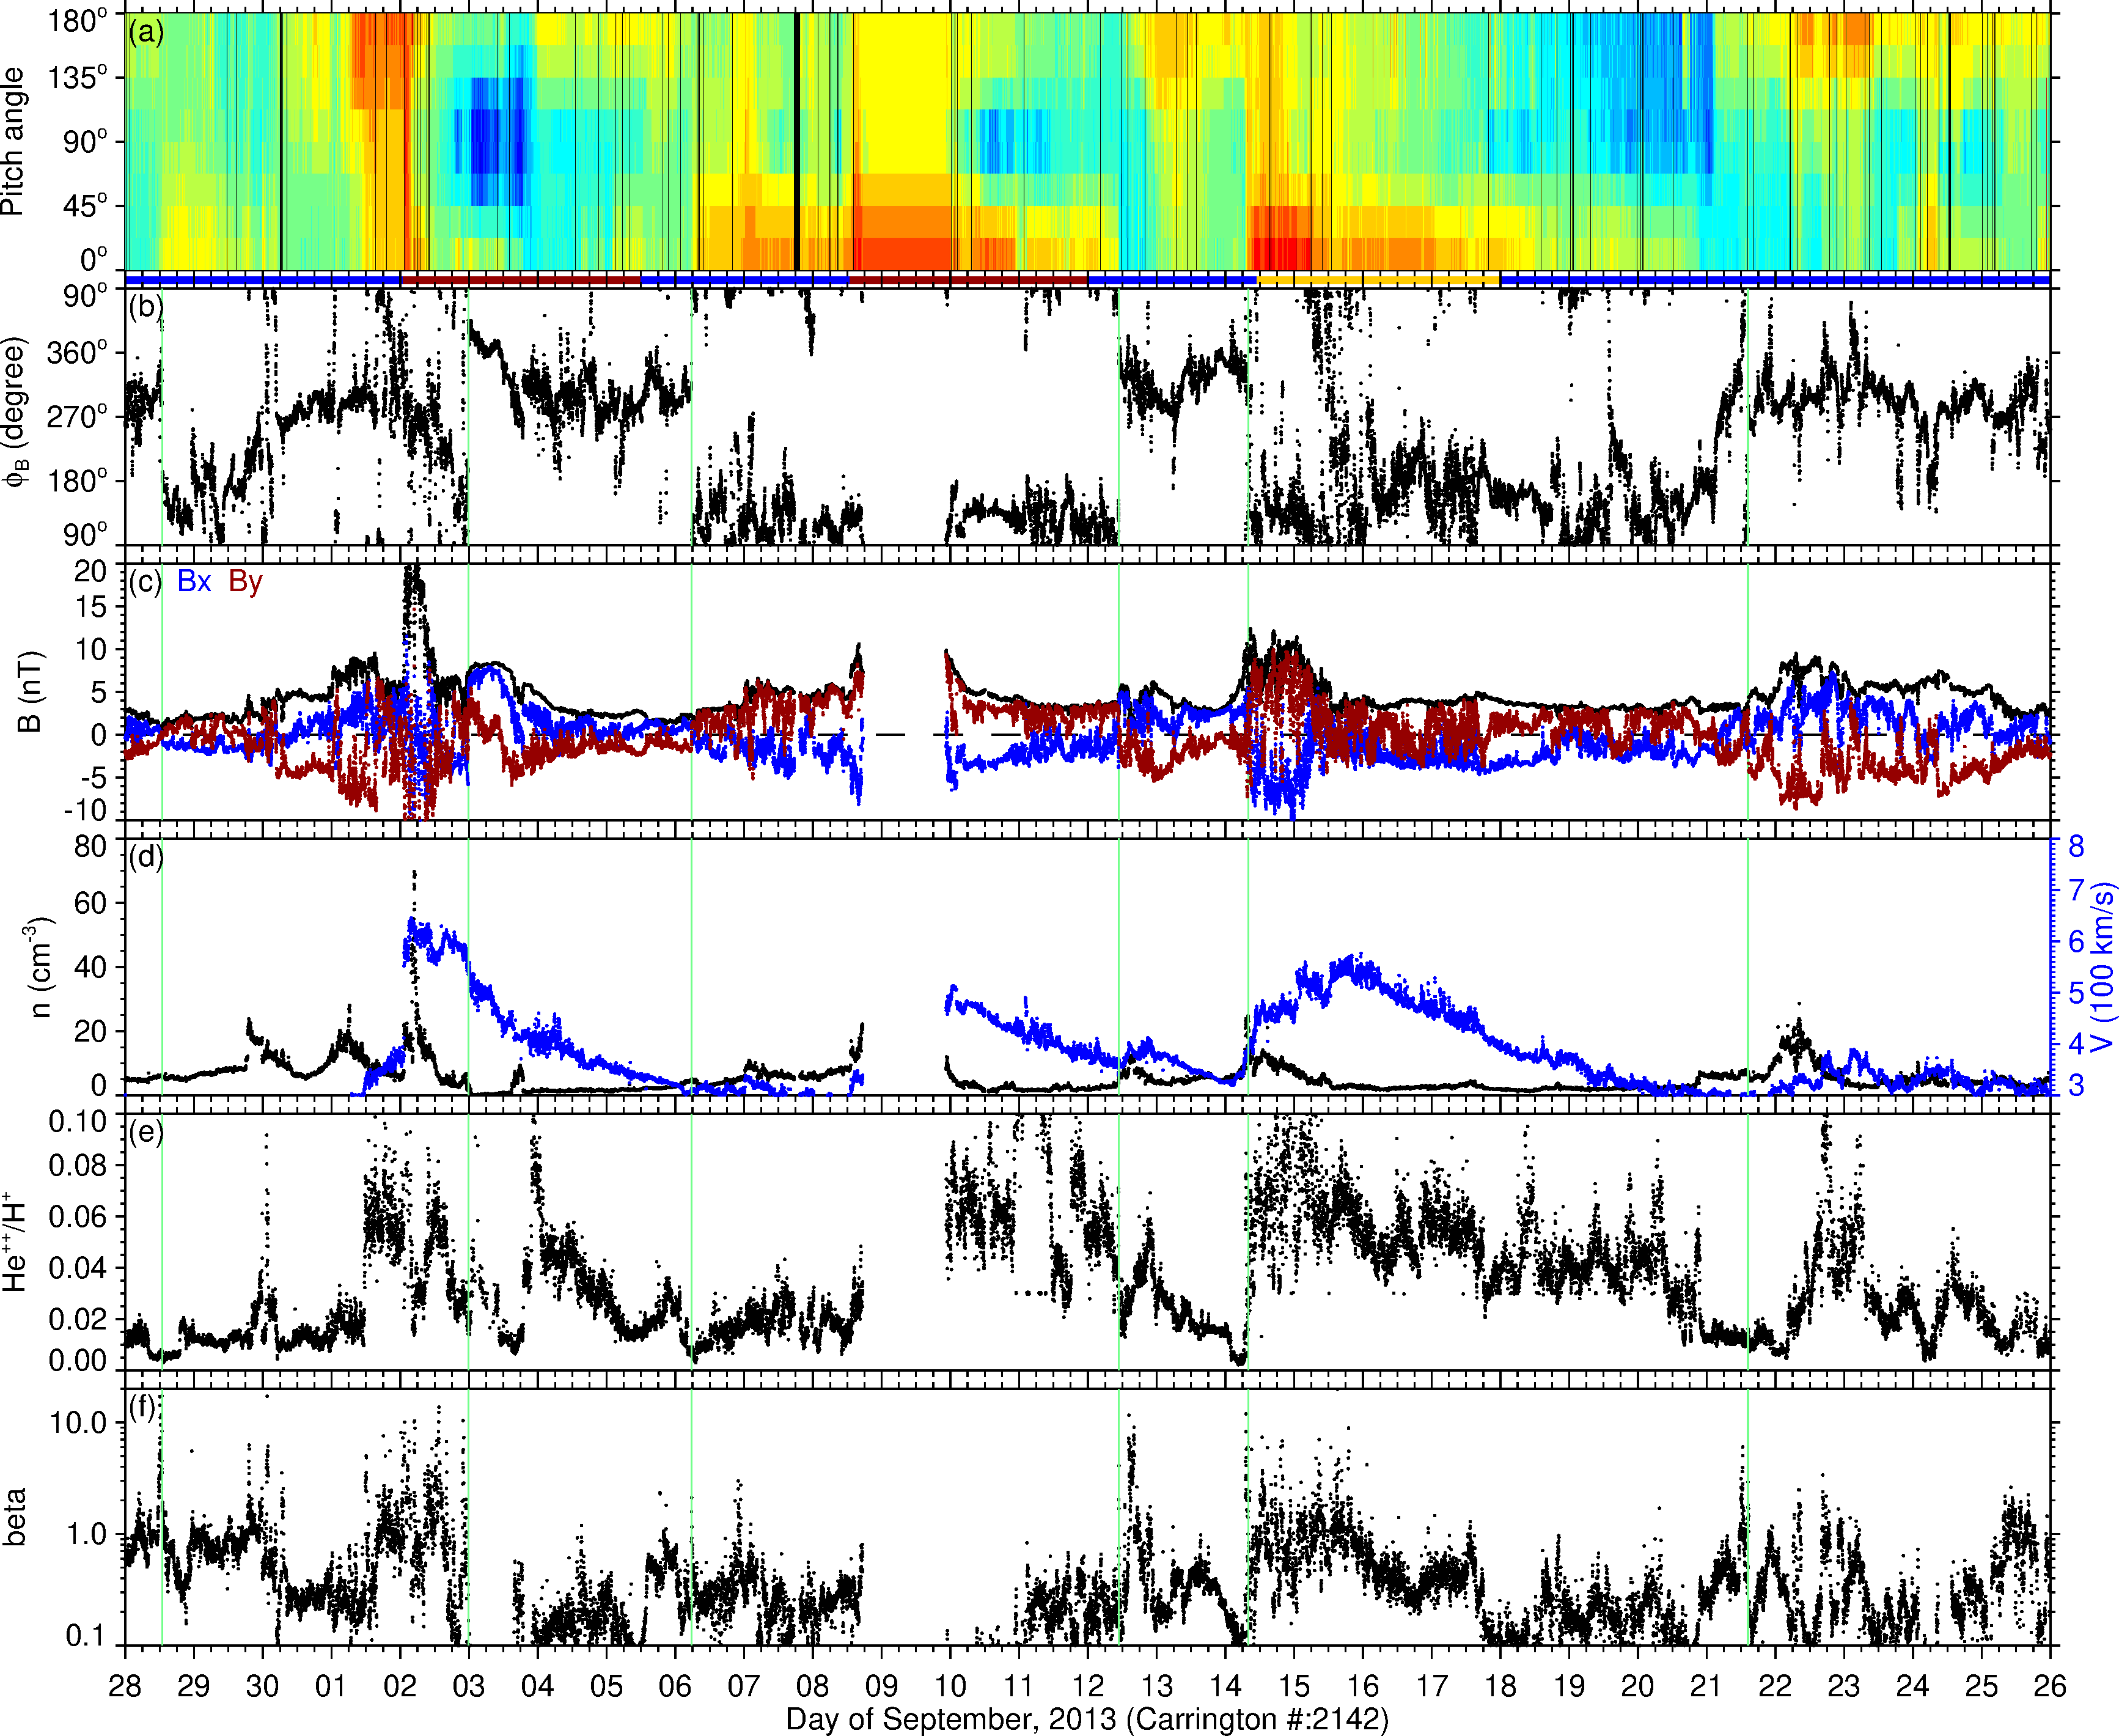 (a)
180°
135°
90°
45°
0°
Pitch angle
(b)
90°
360°
270°
180°
90°
ϕB (degree)
(c) Bx By
20
15
10
5
0
-5
-10
B (nT)
(d)
80
60
40
20
0
n (cm-3)
8
7
6
5
4
3
V (100 km/s)
(e)
0.10
0.08
0.06
0.04
0.02
0.00
He++/H+
(f)
10.0
1.0
0.1
beta
28 29 30 01 02 03 04 05 06 07 08 09 10 11 12 13 14 15 16 17 18 19 20 21 22 23 24 25 26
Day of September, 2013 (Carrington #:2142)